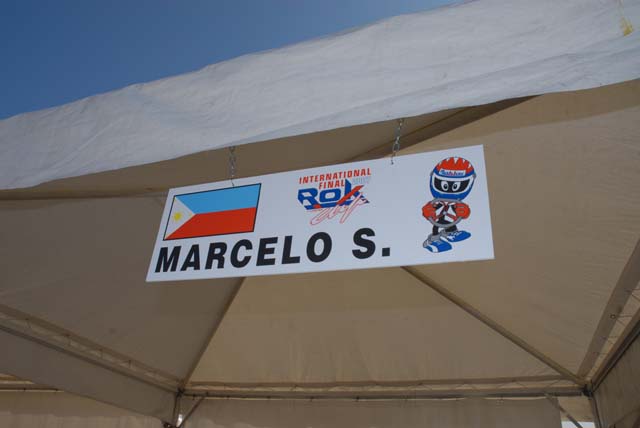 INTERNATIONAL
FINAL
ROK
Cup
MARCELO S.